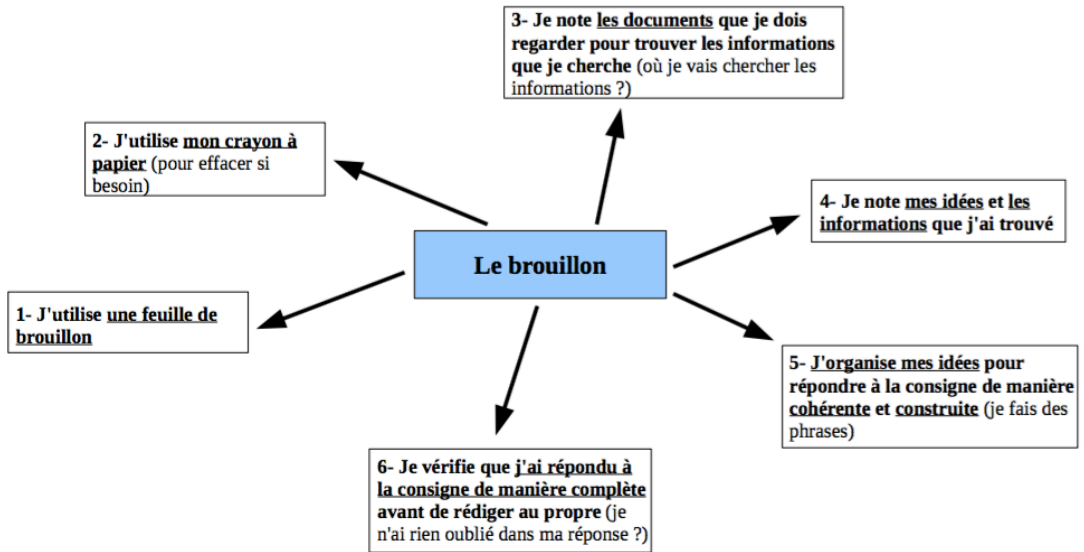 Le brouillon
1- J'utilise une feuille de
brouillon
2- J'utilise mon crayon à
papier (pour effacer si
besoin)
3- Je note les documents que je dois
regarder pour trouver les informations
que je cherche (où je vais chercher les
informations ?)
4- Je note mes idées et les
informations que j'ai trouvé
5- J'organise mes idées pour
répondre à la consigne de manière
cohérente et construite (je fais des
phrases)
6- Je vérifie que j'ai répondu à
la consigne de manière complète
avant de rédiger au propre (je
n'ai rien oublié dans ma réponse ?)